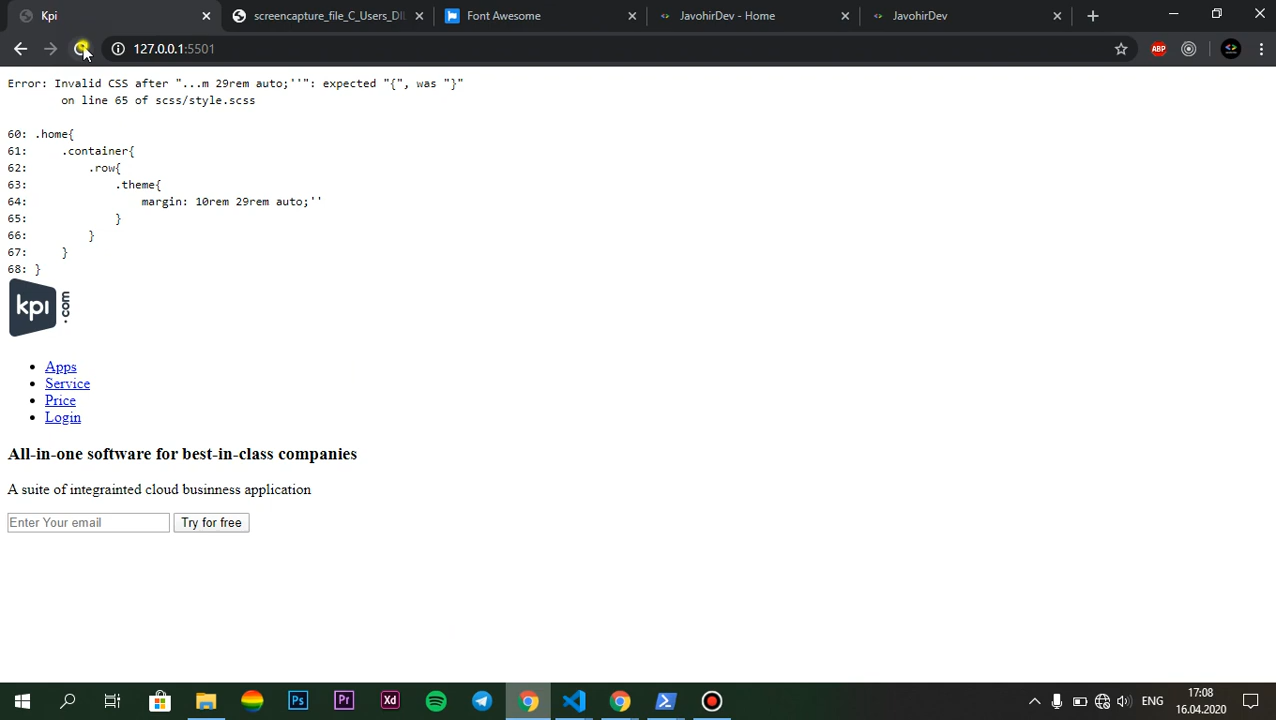 Kpi
screencapture_file_C_Users_DI
Font Awesome
JavohirDev - Home
JavohirDev
127.0.0.1:5501
ABP
Error: Invalid CSS after "...m 29rem auto;''": expected "{", was "}"
on line 65 of scss/style.scss
60: .home{
61: .container{
62: .row{
63: .theme{
64: margin: 10rem 29rem auto;''
65: }
66: }
67: }
68: }
kpi .com
Apps
Service
Price
Login
All-in-one software for best-in-class companies
A suite of integrainted cloud businness application
Enter Your email
Try for free
Ps
Pr
Xd
ENG
17:08
16.04.2020